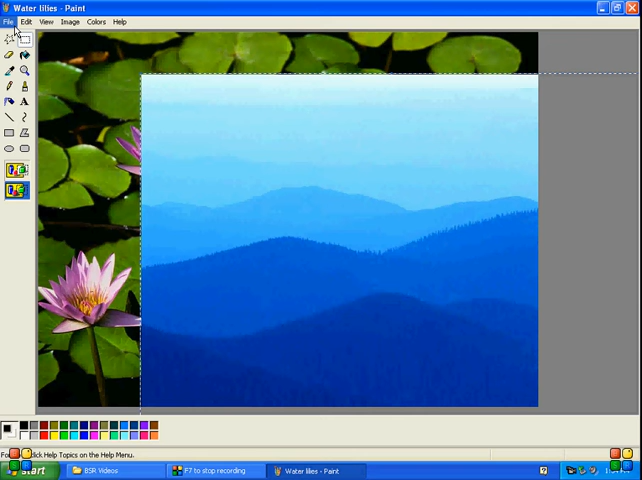 Water lilies - Paint
File Edit View Image Colors Help
A
Click Help Topics on the Help Menu.
start
BSR Videos
F7 to stop recording
Water lilies - Paint